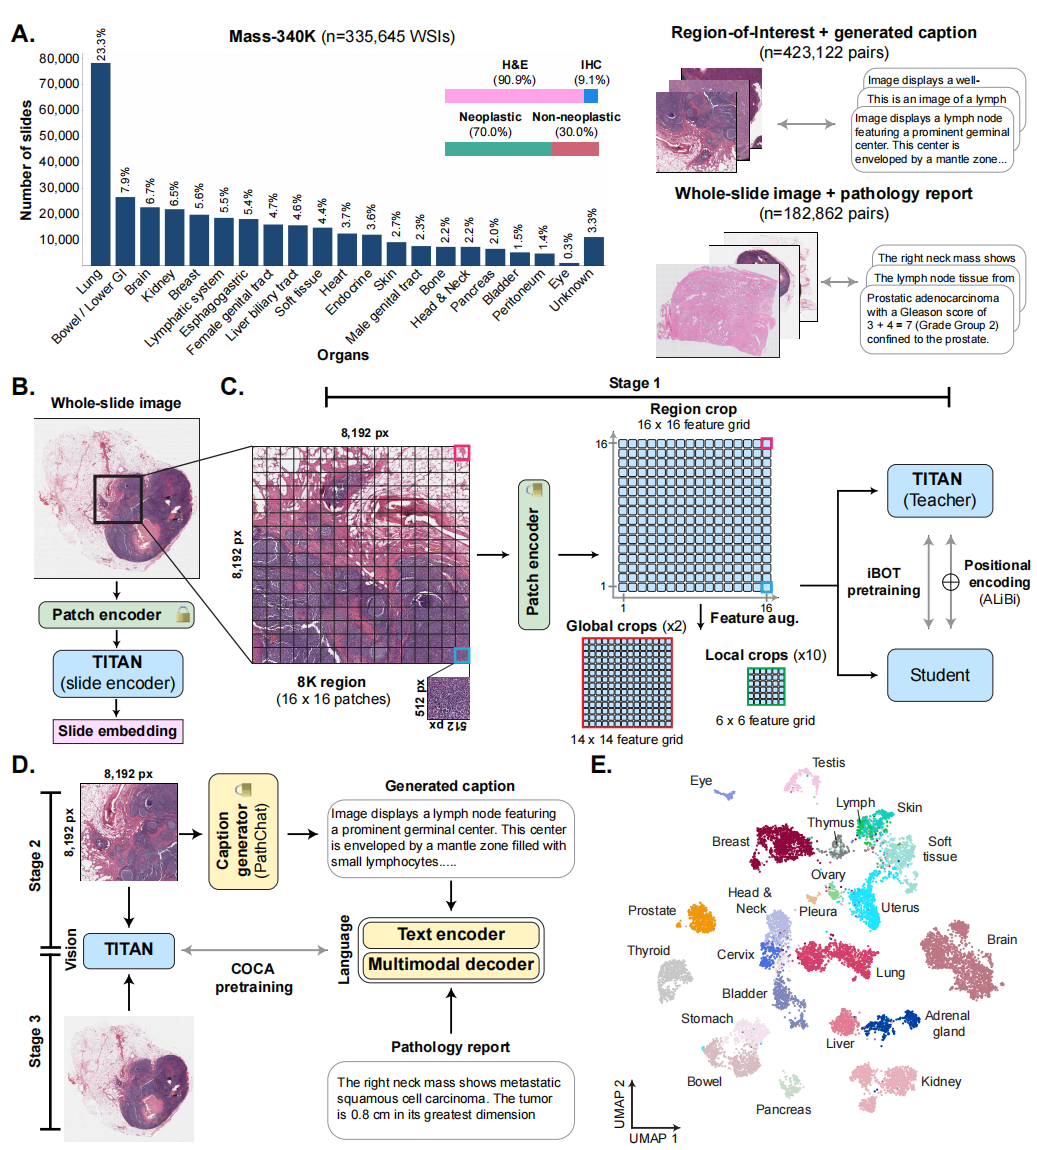 A.
Mass-340K (n=335,645 WSIs)
Number of slides
80,000
70,000
60,000
50,000
40,000
30,000
20,000
10,000
23.3%
7.9%
6.7%
6.5%
5.6%
5.5%
5.4%
4.7%
4.6%
4.4%
3.7%
3.6%
2.7%
2.3%
2.2%
2.2%
2.0%
1.5%
1.4%
0.3%
3.3%
Lung
Bowel / Lower GI
Brain
Kidney
Breast
Lymphatic system
Esphagogastric
Female genital tract
Liver biliary tract
Soft tissue
Heart
Endocrine
Skin
Male genital tract
Bone
Head & Neck
Pancreas
Bladder
Peritoneum
Eye
Unknown
Organs
H&E
(90.9%)
IHC
(9.1%)
Neoplastic
(70.0%)
Non-neoplastic
(30.0%)
Region-of-Interest + generated caption
(n=423,122 pairs)
Image displays a well-
This is an image of a lymph
Image displays a lymph node
featuring a prominent germinal
center. This center is
enveloped by a mantle zone...
Whole-slide image + pathology report
(n=182,862 pairs)
The right neck mass shows
The lymph node tissue from
Prostatic adenocarcinoma
with a Gleason score of
3 + 4 = 7 (Grade Group 2)
confined to the prostate.
B.
Whole-slide image
Patch encoder
TITAN
(slide encoder)
Slide embedding
C.
Stage 1
8,192 px
8,192 px
8K region
(16 x 16 patches)
512 px
512 px
Patch encoder
Region crop
16 x 16 feature grid
16
1
1
16
Feature aug.
Global crops (x2)
14 x 14 feature grid
Local crops (x10)
6 x 6 feature grid
TITAN
(Teacher)
iBOT
pretraining
Positional
encoding
(ALiBi)
Student
D.
Stage 2
Stage 3
8,192 px
8,192 px
Caption
generator
(PathChat)
Generated caption
Image displays a lymph node featuring
a prominent germinal center. This center
is enveloped by a mantle zone filled with
small lymphocytes.....
Vision
TITAN
COCA
pretraining
Language
Text encoder
Multimodal decoder
Pathology report
The right neck mass shows metastatic
squamous cell carcinoma. The tumor
is 0.8 cm in its greatest dimension
E.
Testis
Eye
Lymph
Skin
Thymus
Breast
Soft
tissue
Ovary
Head &
Neck
Pleura
Uterus
Prostate
Brain
Thyroid
Cervix
Lung
Bladder
Stomach
Adrenal
gland
Liver
Bowel
Kidney
Pancreas
UMAP 2
UMAP 1